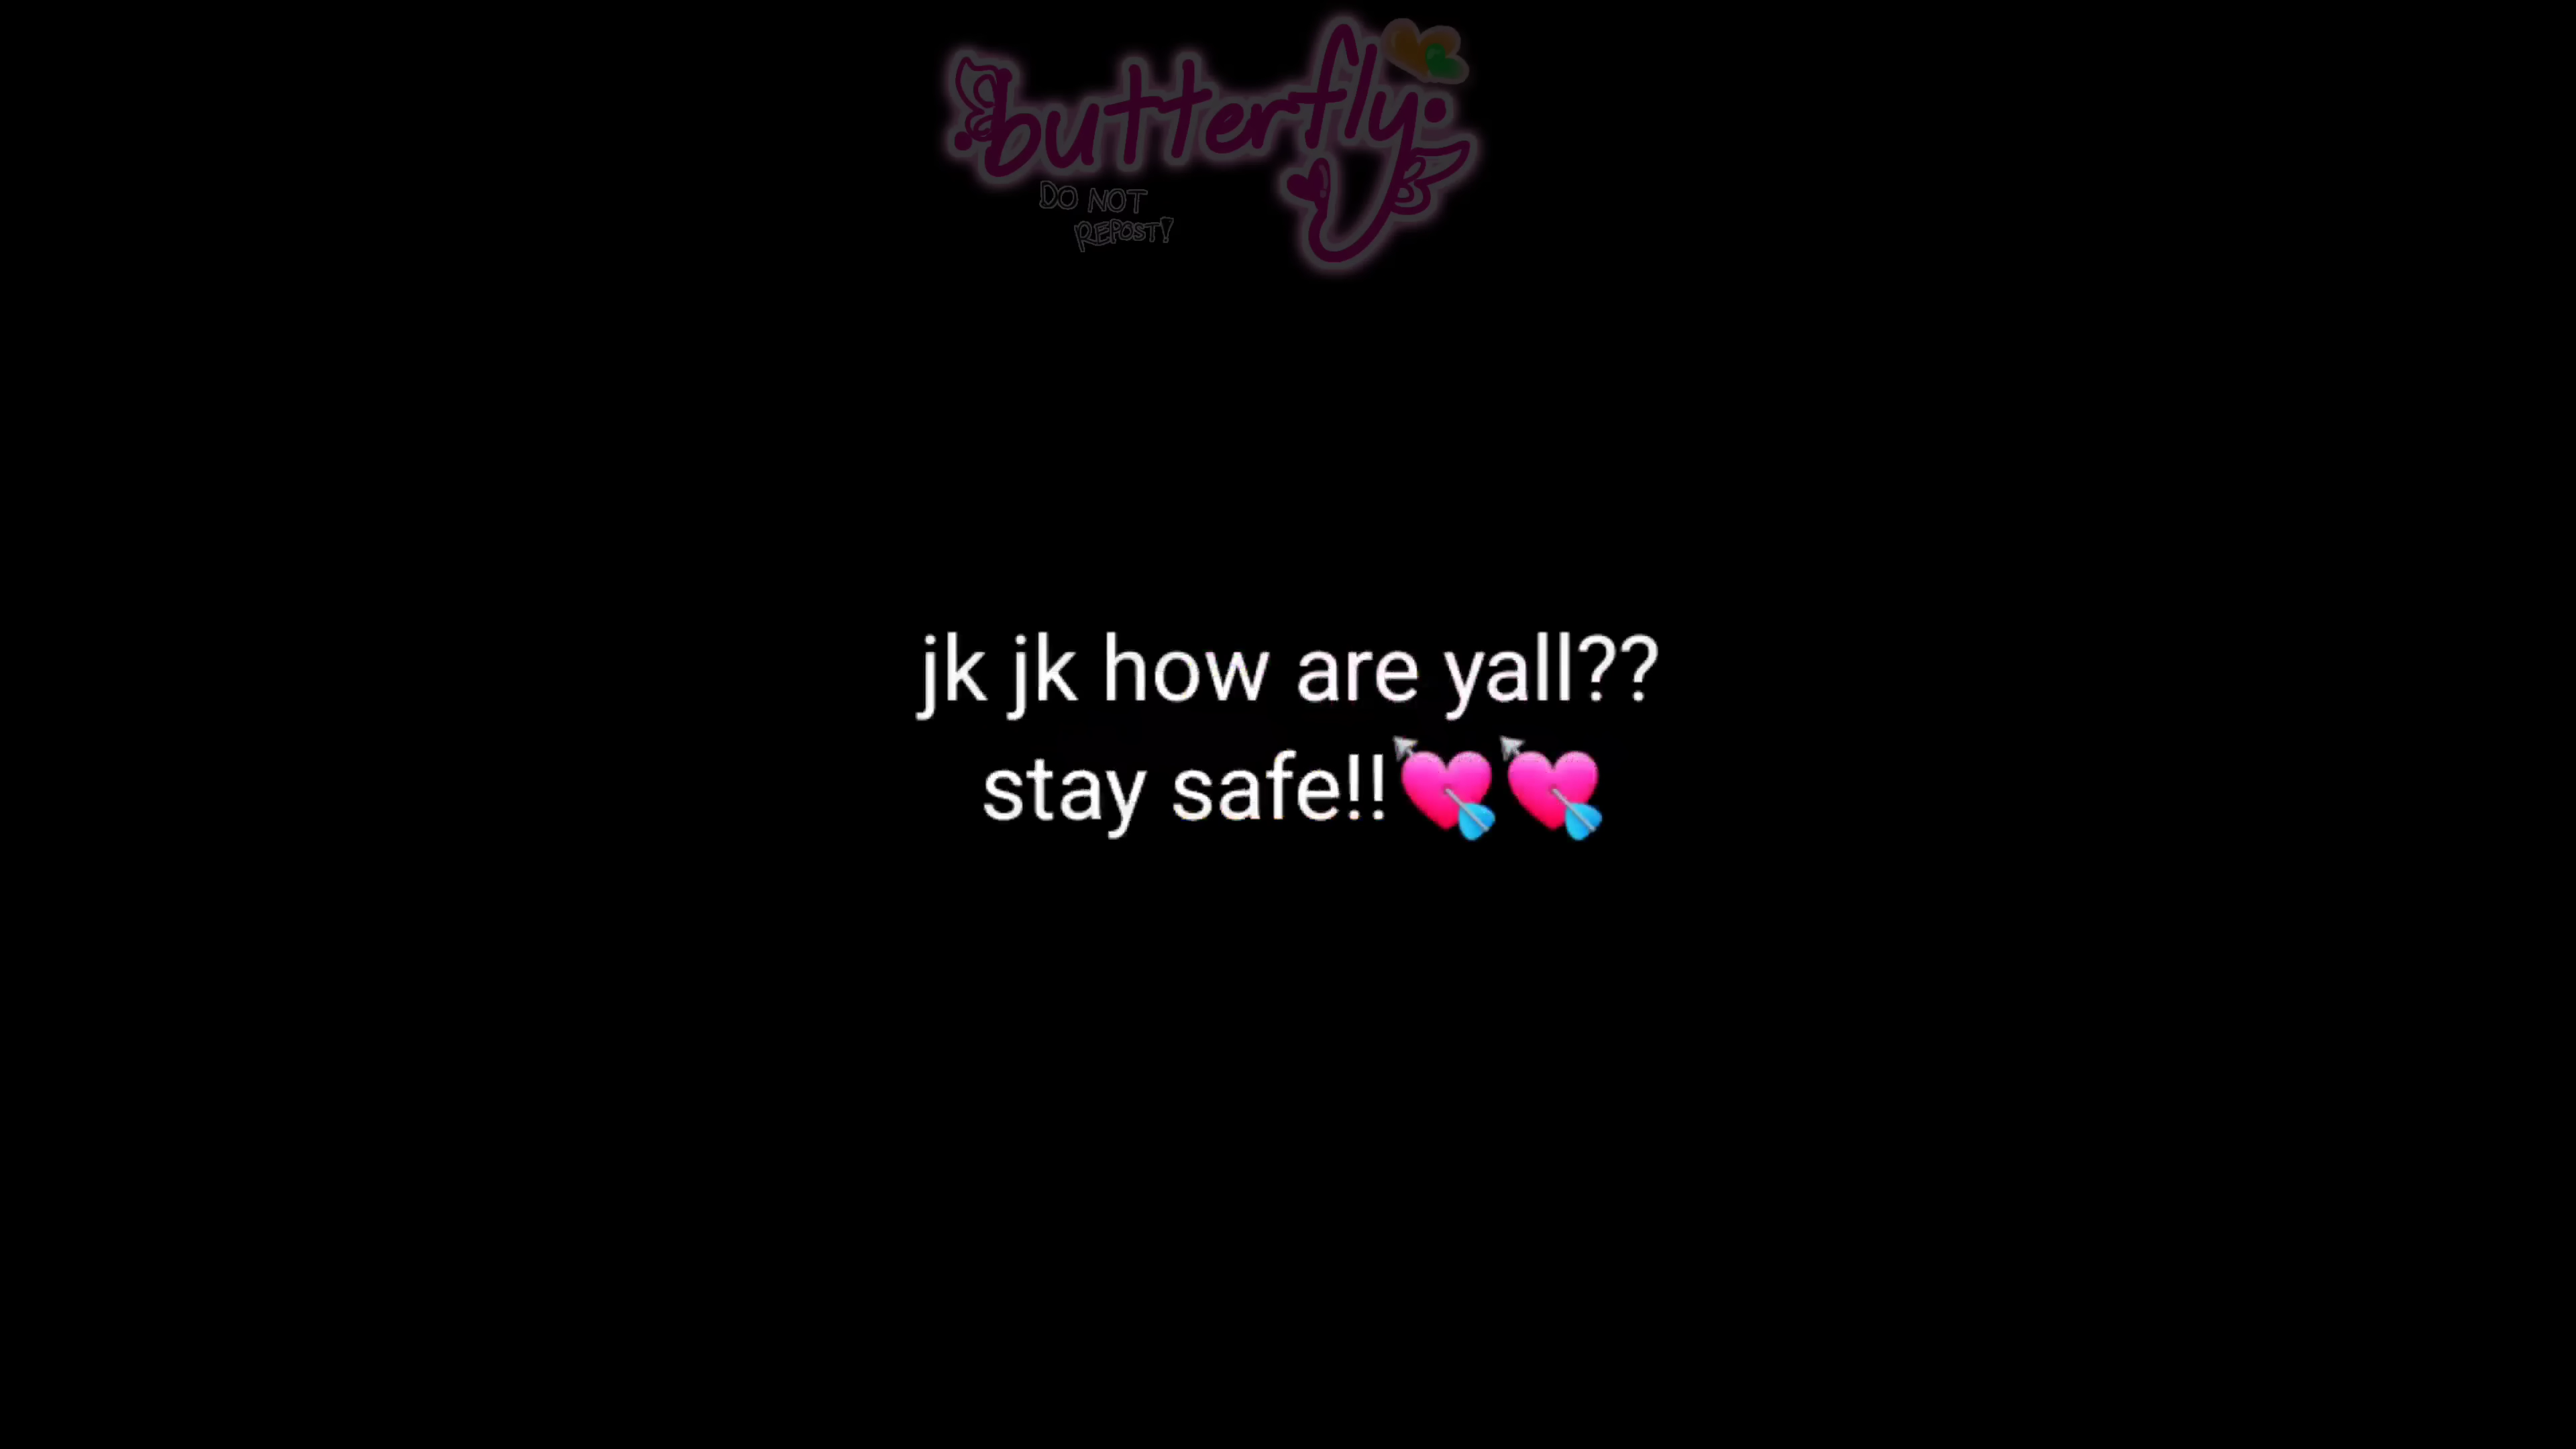 butterfly
DO NOT
REPOST!
jk jk how are yall??
stay safe!!💘💘